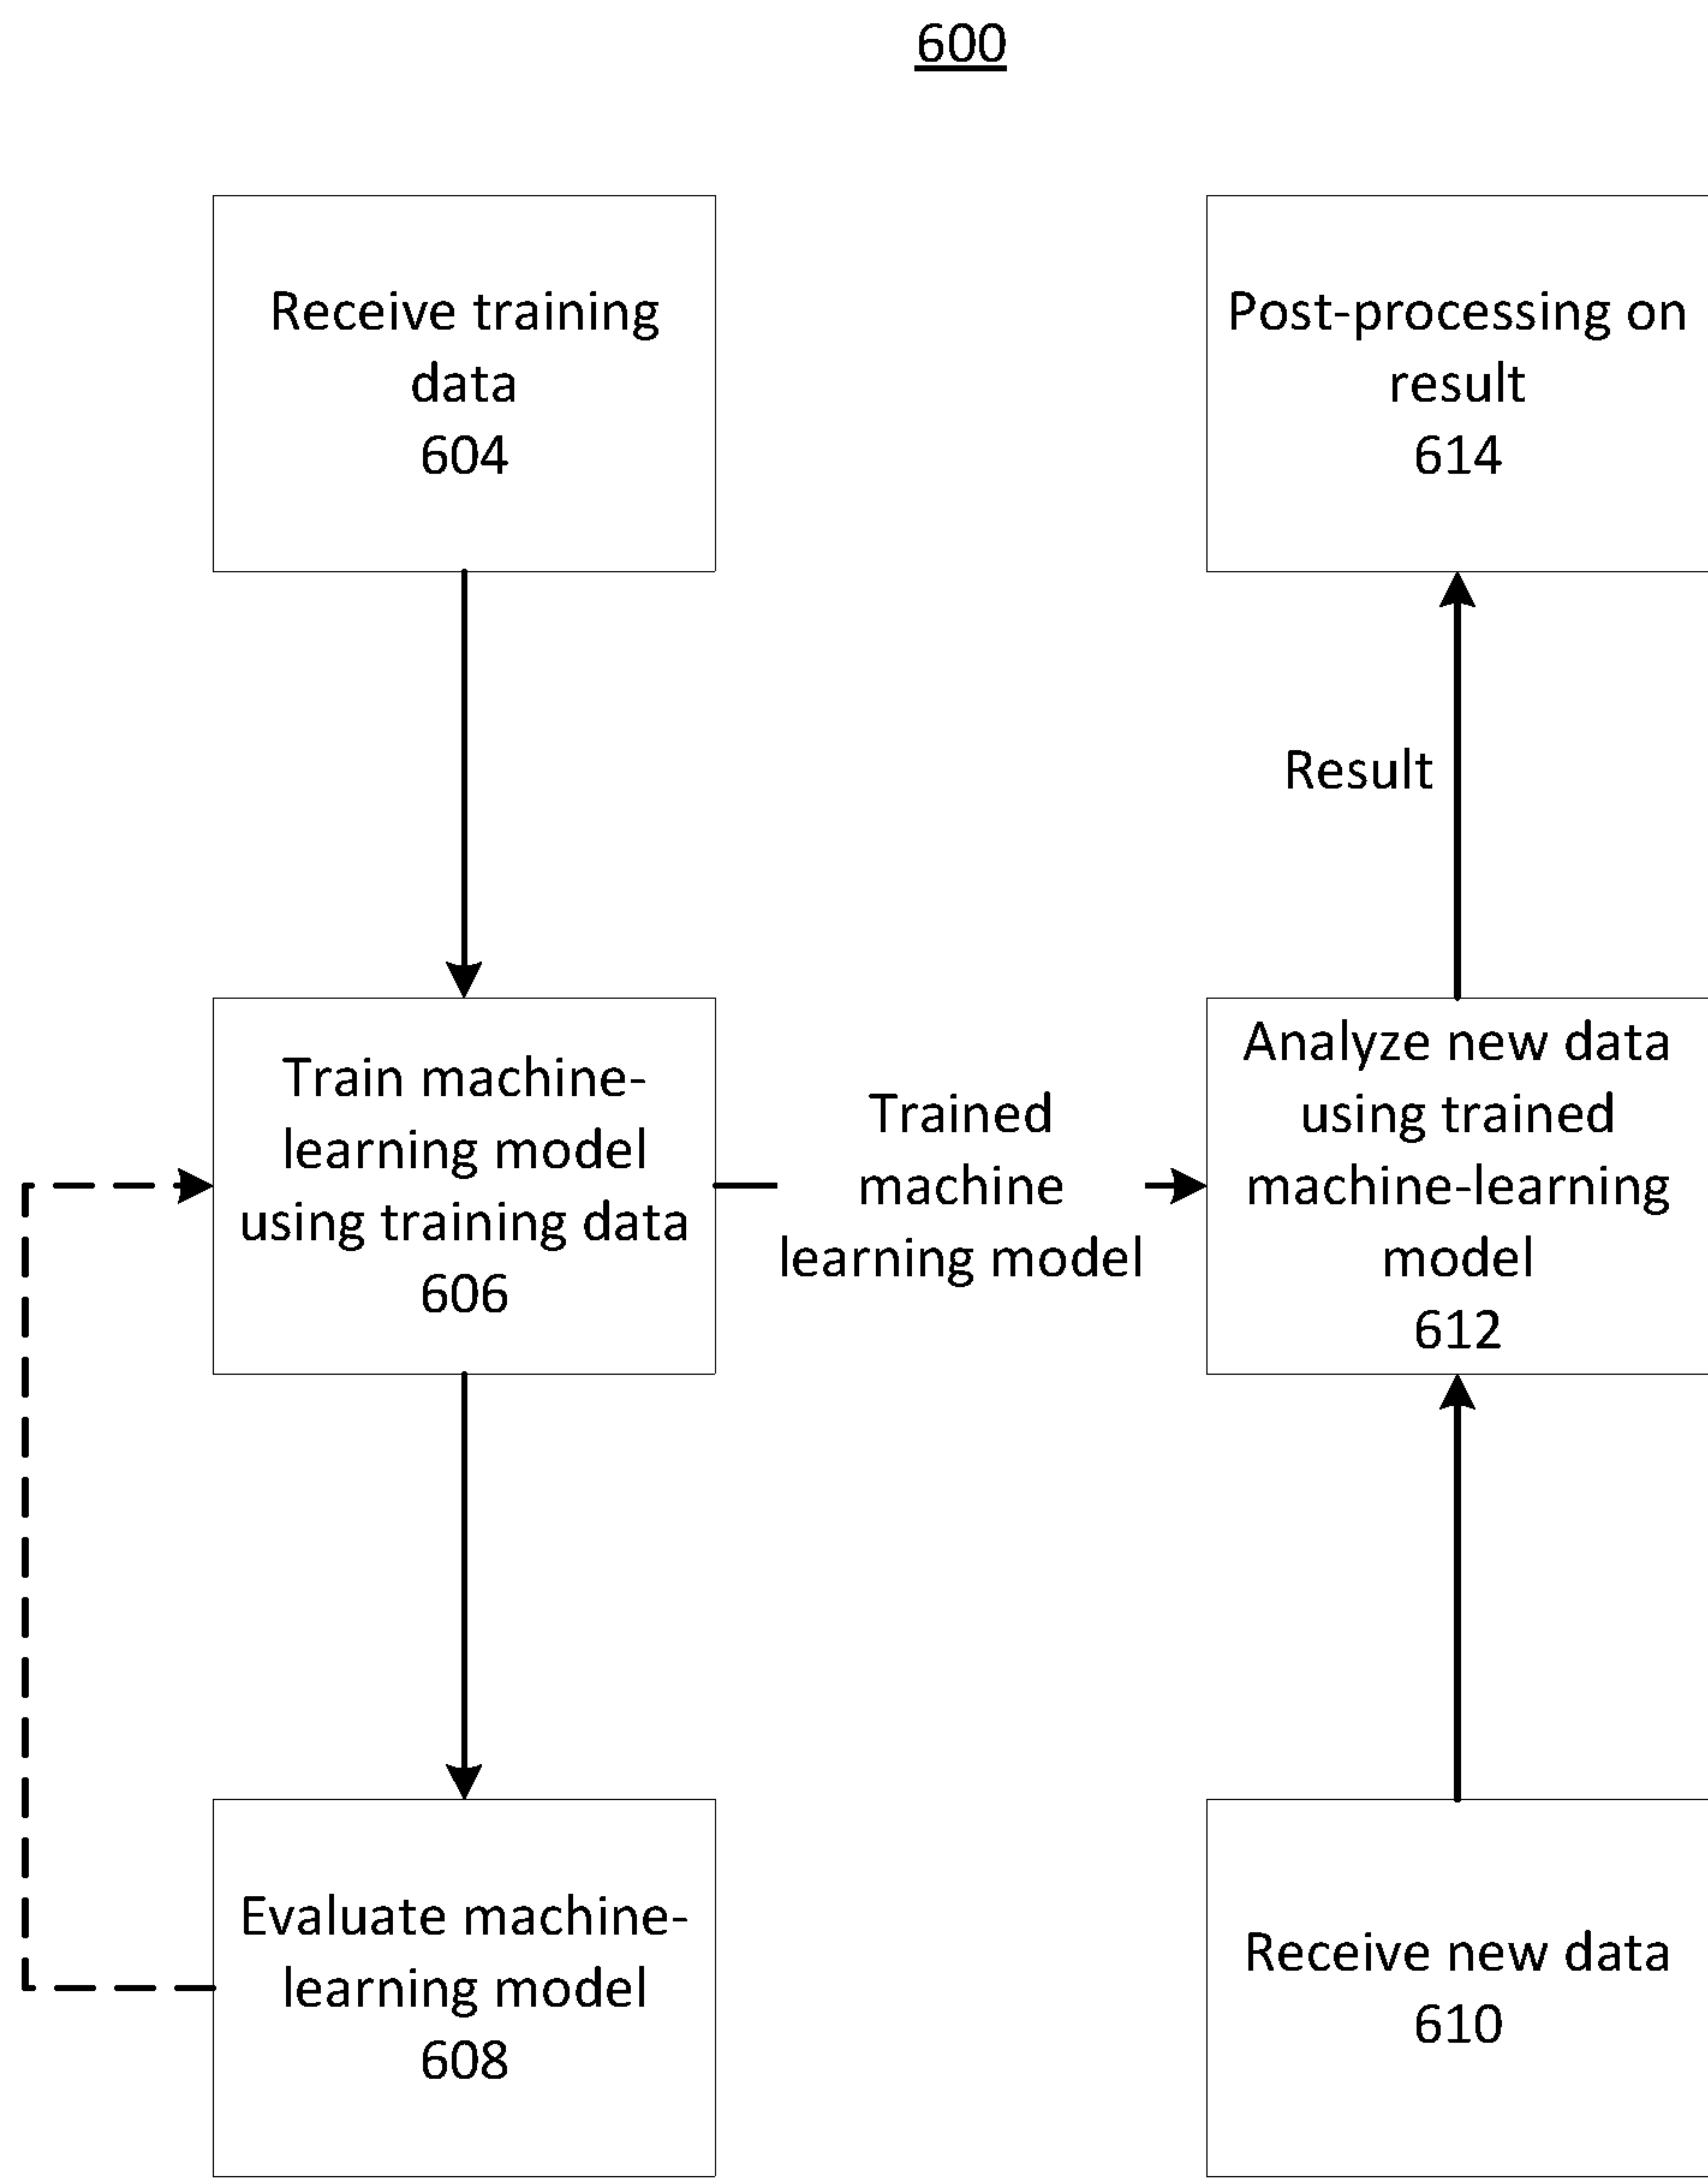 600
Receive training
data
604
Post-processing on
result
614
Result
Train machine-
learning model
using training data
606
Trained
machine
learning model
Analyze new data
using trained
machine-learning
model
612
Evaluate machine-
learning model
608
Receive new data
610